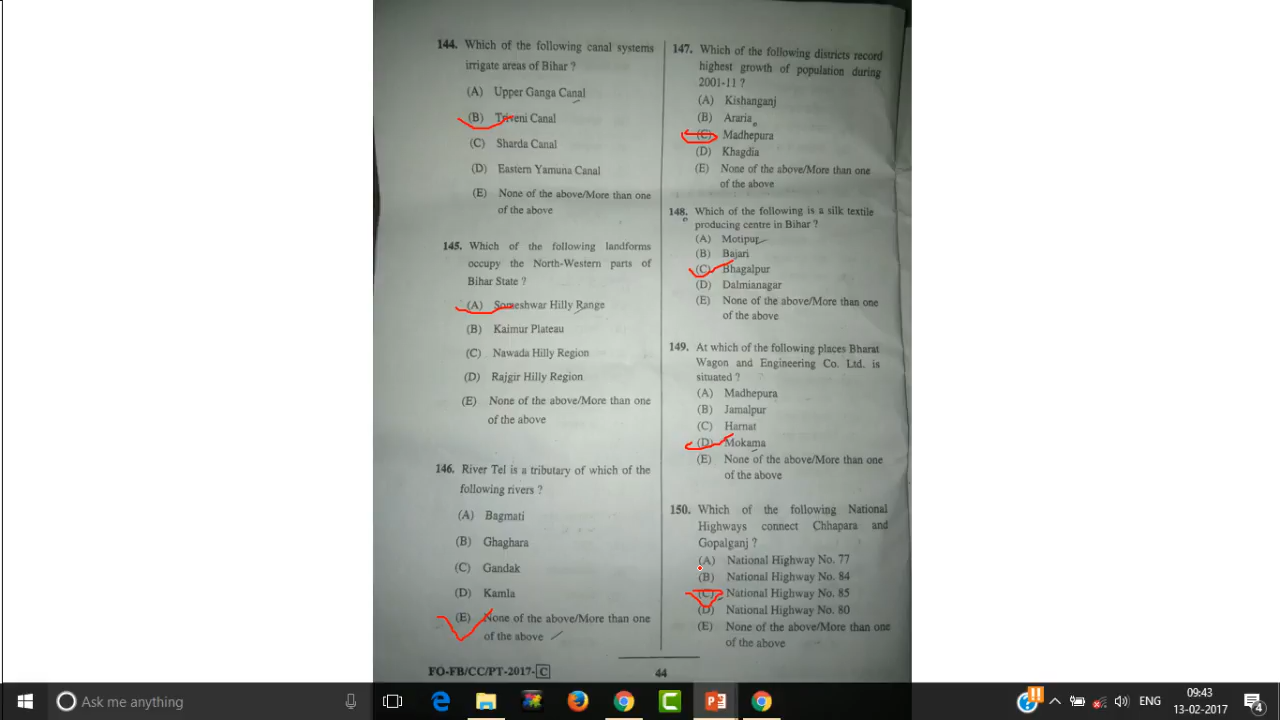 144. Which of the following canal systems
irrigate areas of Bihar ?
(A) Upper Ganga Canal
(B) Triveni Canal
(C) Sharda Canal
(D) Eastern Yamuna Canal
(E) None of the above/More than one
of the above
145. Which of the following landforms
occupy the North-Western parts of
Bihar State ?
(A) Someshwar Hilly Range
(B) Kaimur Plateau
(C) Nawada Hilly Region
(D) Rajgir Hilly Region
(E) None of the above/More than one
of the above
146. River Tel is a tributary of which of the
following rivers ?
(A) Bagmati
(B) Ghaghara
(C) Gandak
(D) Kamla
(E) None of the above/More than one
of the above
147. Which of the following districts record
highest growth of population during
2001-11 ?
(A) Kishanganj
(B) Araria
(C) Madhepura
(D) Khagdia
(E) None of the above/More than one
of the above
148. Which of the following is a silk textile
producing centre in Bihar ?
(A) Motipur
(B) Bajari
(C) Bhagalpur
(D) Dalmianagar
(E) None of the above/More than one
of the above
149. At which of the following places Bharat
Wagon and Engineering Co. Ltd. is
situated ?
(A) Madhepura
(B) Jamalpur
(C) Harnat
(D) Mokama
(E) None of the above/More than one
of the above
150. Which of the following National
Highways connect Chhapara and
Gopalganj ?
(A) National Highway No. 77
(B) National Highway No. 84
(C) National Highway No. 85
(D) National Highway No. 80
(E) None of the above/More than one
of the above
FO-FB/CC/PT-2017-C
44
Ask me anything
ENG
09:43
13-02-2017
4